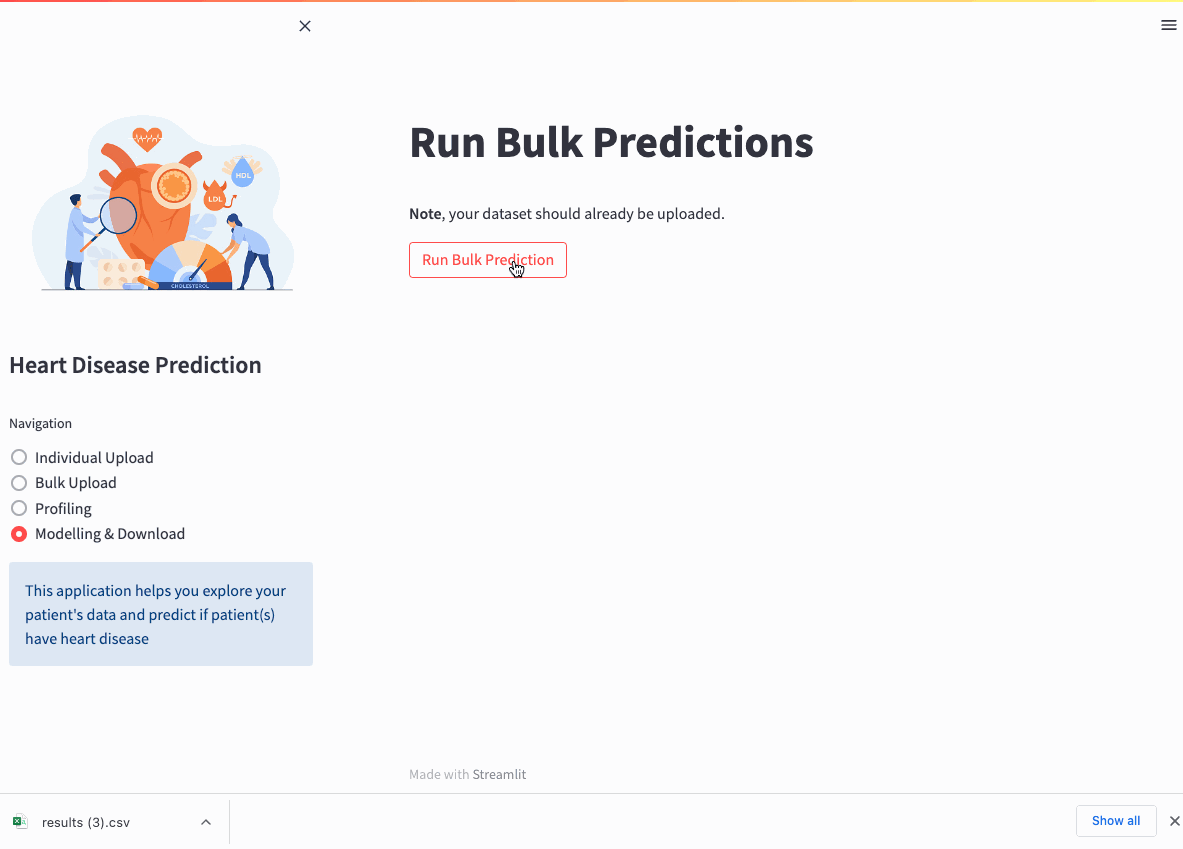 HDL
LDL
CHOLESTEROL
Heart Disease Prediction
Navigation
Individual Upload
Bulk Upload
Profiling
Modelling & Download
This application helps you explore your
patient's data and predict if patient(s)
have heart disease
Run Bulk Predictions
Note, your dataset should already be uploaded.
Run Bulk Prediction
Made with Streamlit
results (3).csv
Show all